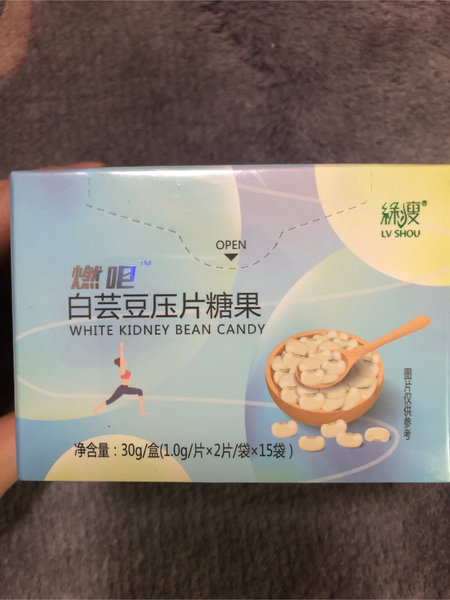 綠瘦®
LV SHOU
OPEN
燃吧™
白芸豆压片糖果
WHITE KIDNEY BEAN CANDY
图片仅供参考
净含量：30g/盒(1.0g/片×2片/袋×15袋）